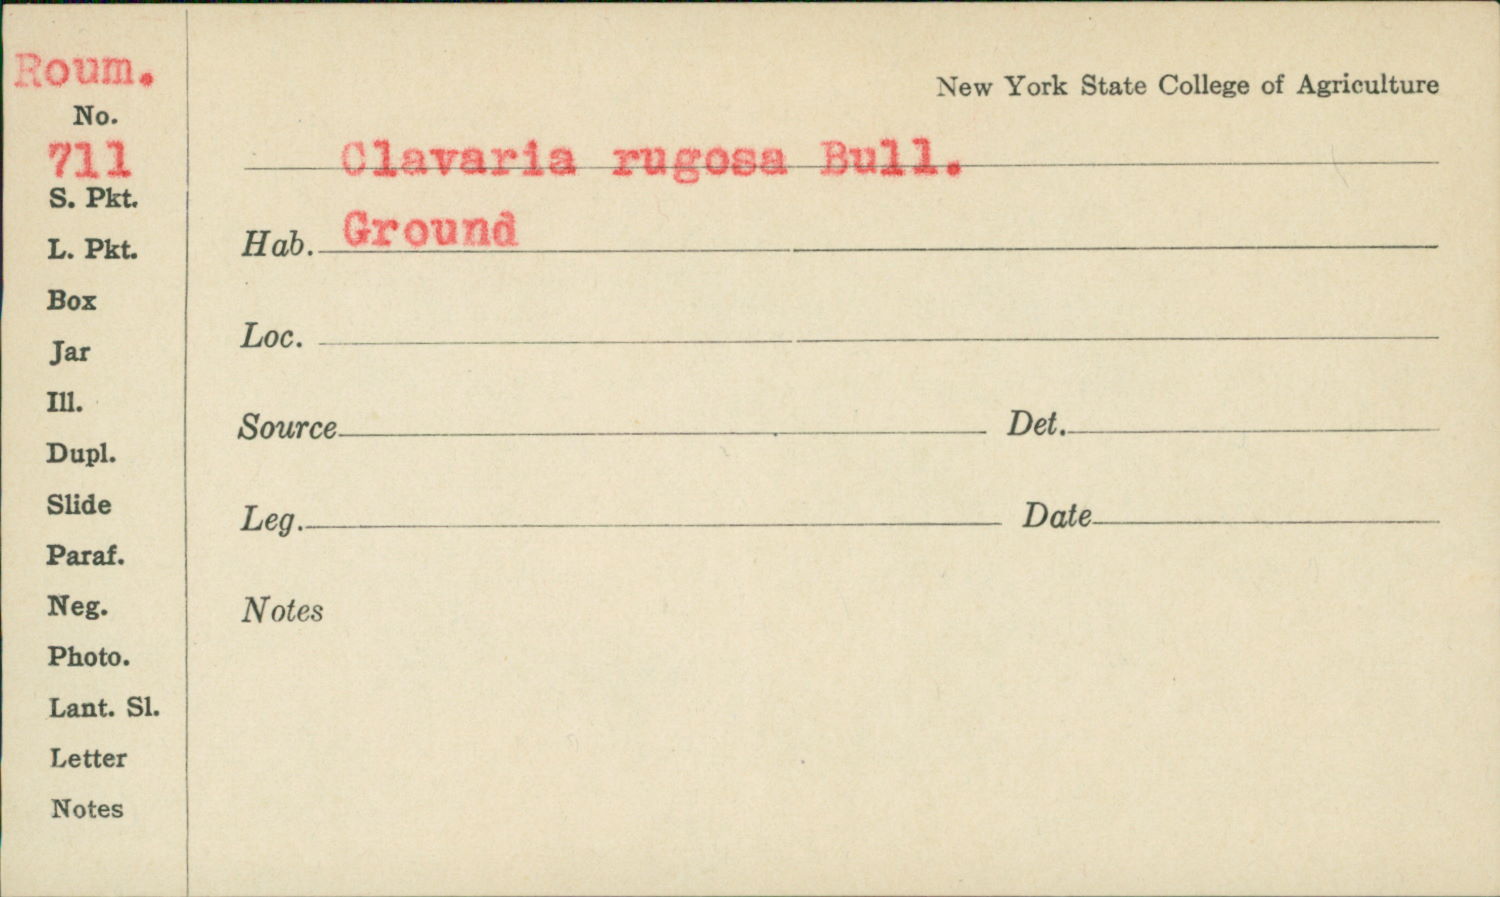 Roum.
No.
711
S. Pkt.
L. Pkt.
Box
Jar
Ill.
Dupl.
Slide
Paraf.
Neg.
Photo.
Lant. Sl.
Letter
Notes
New York State College of Agriculture
Clavaria rugosa Bull.
Hab. Ground
Loc.
Source Det.
Leg. Date
Notes